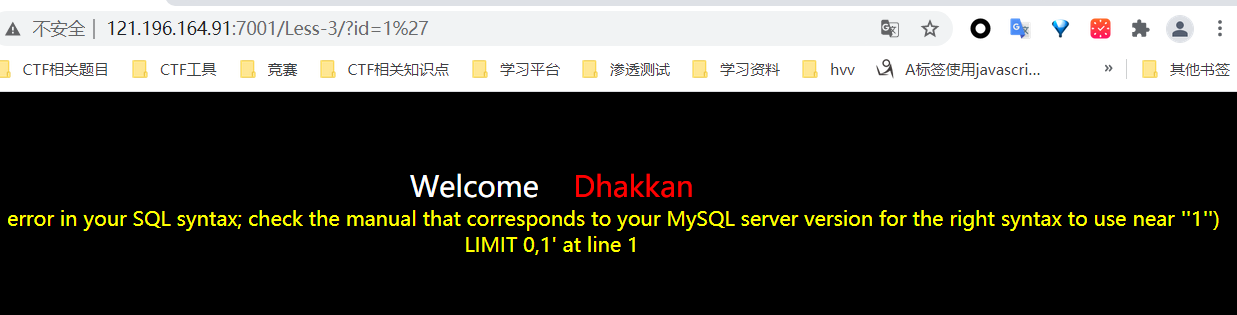 不安全 | 121.196.164.91:7001/Less-3/?id=1%27
CTF相关题目 CTF工具 竞赛 CTF相关知识点 学习平台 渗透测试 学习资料 hvv A标签使用javascri... » 其他书签
Welcome Dhakkan
error in your SQL syntax; check the manual that corresponds to your MySQL server version for the right syntax to use near ''1'')
LIMIT 0,1' at line 1